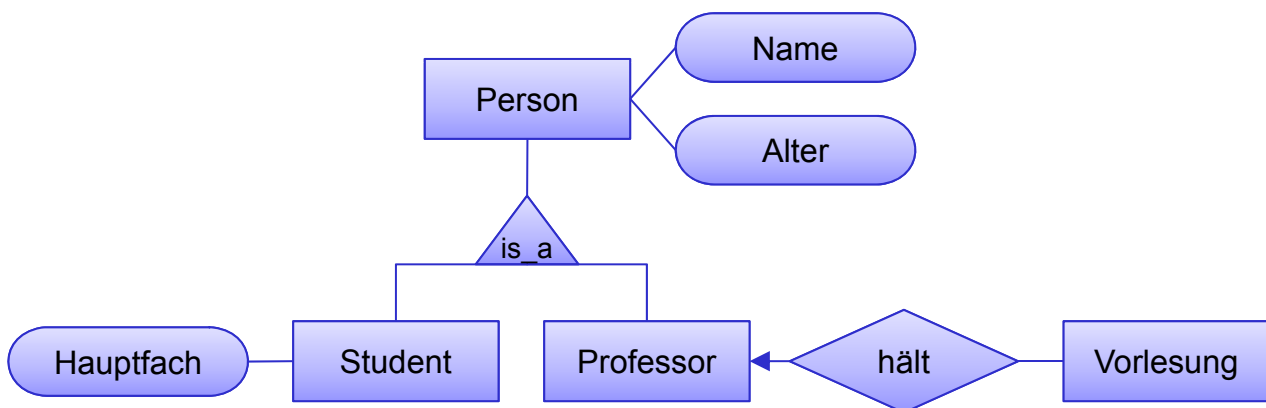 Name
Person
Alter
is_a
Hauptfach
Student
Professor
hält
Vorlesung